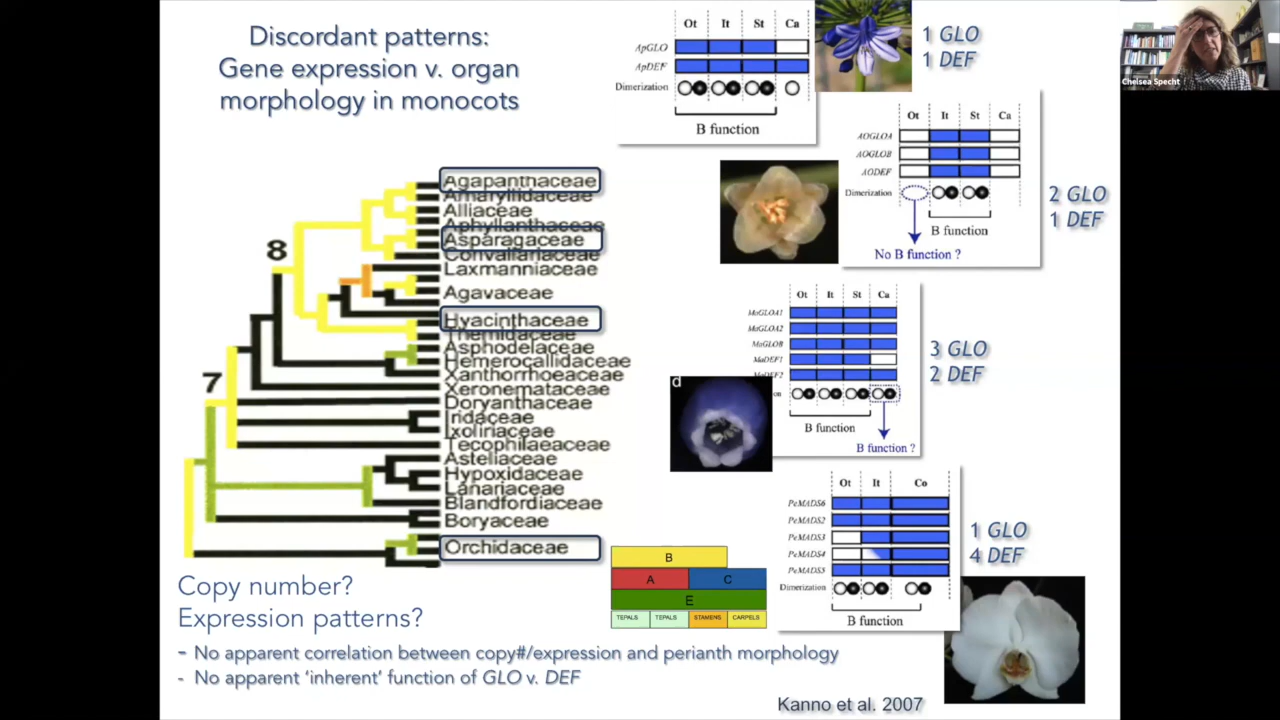 Discordant patterns:
Gene expression v. organ
morphology in monocots
Ot It St Ca
ApGLO
ApDEF
Dimerization
B function
1 GLO
1 DEF
Chelsea Specht
Ot It St Ca
AOGLOA
AOGLOB
AODEF
Dimerization
B function
No B function ?
2 GLO
1 DEF
Agapanthaceae
Amaryllidaceae
Alliaceae
Aphyllanthaceae
Asparagaceae
Convallariaceae
Laxmanniaceae
Agavaceae
Hyacinthaceae
Themidaceae
Asphodelaceae
Hemerocallidaceae
Xanthorrhoeaceae
Xeronemataceae
Doryanthaceae
Iridaceae
Ixoliriaceae
Tecophilaeaceae
Asteliaceae
Hypoxidaceae
Lanariaceae
Blandfordiaceae
Boryaceae
Orchidaceae
8
7
Ot It St Ca
MaGLOA1
MaGLOA2
MaGLOB
MaDEF1
MaDEF2
on
B function
B function ?
3 GLO
2 DEF
d
Ot It Co
PeMADS6
PeMADS2
PeMADS3
PeMADS4
PeMADS5
Dimerization
B function
1 GLO
4 DEF
B
A C
E
TEPALS TEPALS STAMENS CARPELS
Copy number?
Expression patterns?
- No apparent correlation between copy#/expression and perianth morphology
- No apparent ‘inherent’ function of GLO v. DEF
Kanno et al. 2007